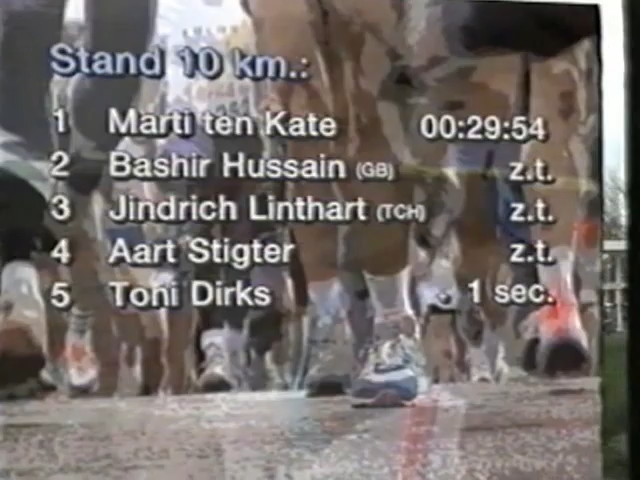 Stand 10 km.:
1 Marti ten Kate 00:29:54
2 Bashir Hussain (GB) z.t.
3 Jindrich Linthart (TCH) z.t.
4 Aart Stigter z.t.
5 Toni Dirks 1 sec.